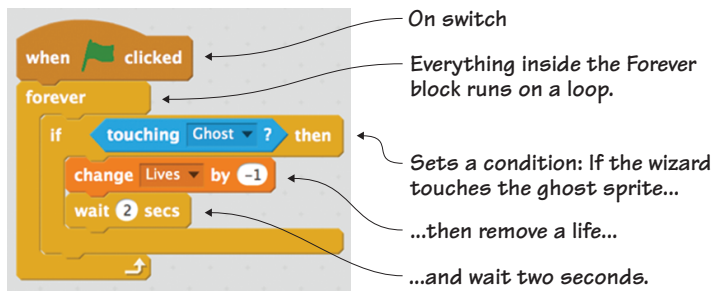 when clicked
On switch
forever
Everything inside the Forever
block runs on a loop.
if touching Ghost ? then
Sets a condition: If the wizard
touches the ghost sprite...
change Lives by -1
...then remove a life...
wait 2 secs
...and wait two seconds.